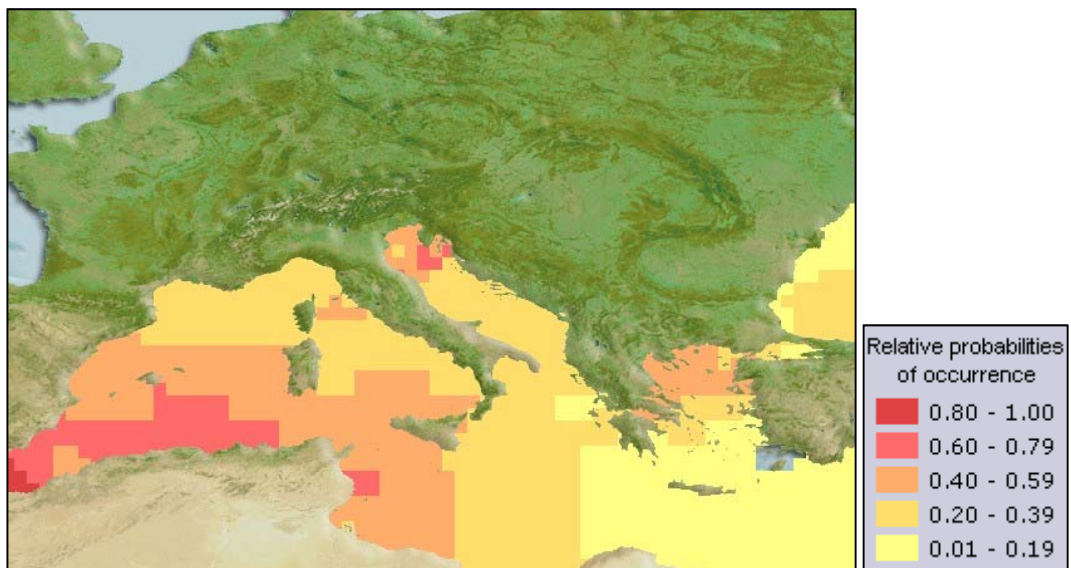 Relative probabilities
of occurrence
0.80 - 1.00
0.60 - 0.79
0.40 - 0.59
0.20 - 0.39
0.01 - 0.19